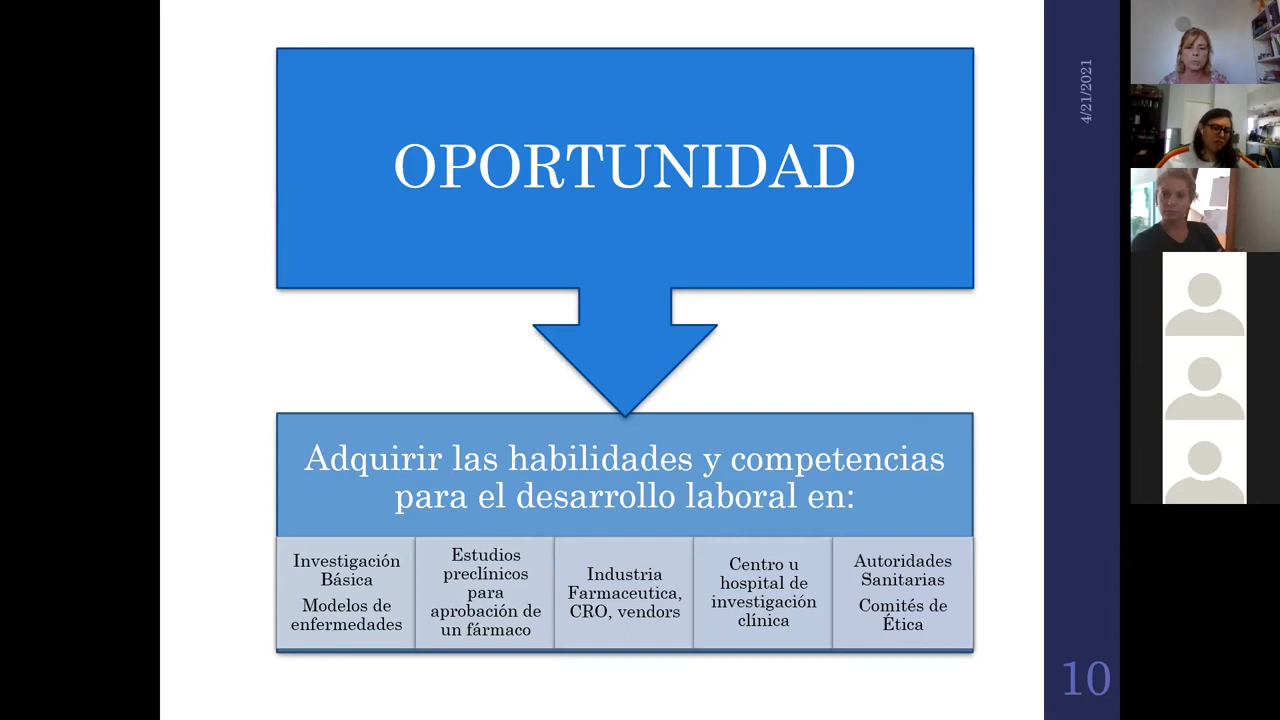 OPORTUNIDAD
4/21/2021
Adquirir las habilidades y competencias
para el desarrollo laboral en:
Investigación
Básica
Modelos de
enfermedades
Estudios
preclínicos
para
aprobación de
un fármaco
Industria
Farmaceutica,
CRO, vendors
Centro u
hospital de
investigación
clínica
Autoridades
Sanitarias
Comités de
Ética
10